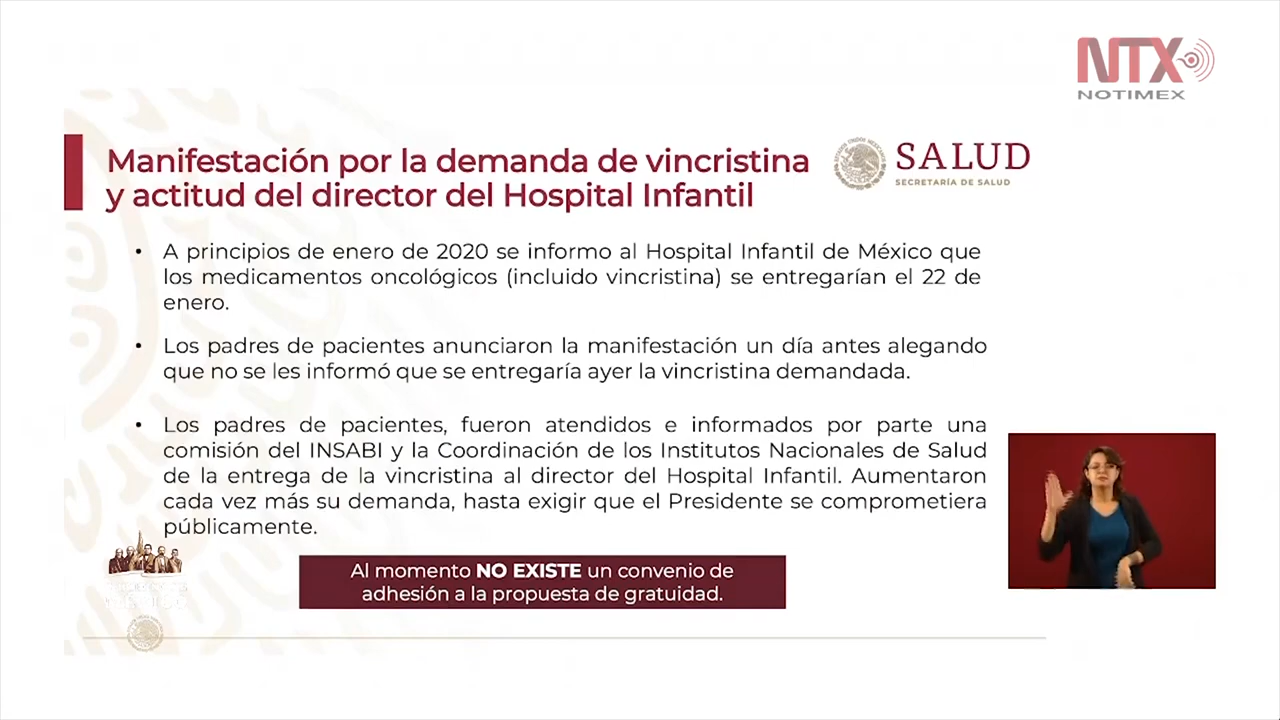 NTX
NOTIMEX
Manifestación por la demanda de vincristina
y actitud del director del Hospital Infantil
SALUD
SECRETARÍA DE SALUD
• A principios de enero de 2020 se informo al Hospital Infantil de México que
los medicamentos oncológicos (incluido vincristina) se entregarían el 22 de
enero.
• Los padres de pacientes anunciaron la manifestación un día antes alegando
que no se les informó que se entregaría ayer la vincristina demandada.
• Los padres de pacientes, fueron atendidos e informados por parte una
comisión del INSABI y la Coordinación de los Institutos Nacionales de Salud
de la entrega de la vincristina al director del Hospital Infantil. Aumentaron
cada vez más su demanda, hasta exigir que el Presidente se comprometiera
públicamente.
Al momento NO EXISTE un convenio de
adhesión a la propuesta de gratuidad.